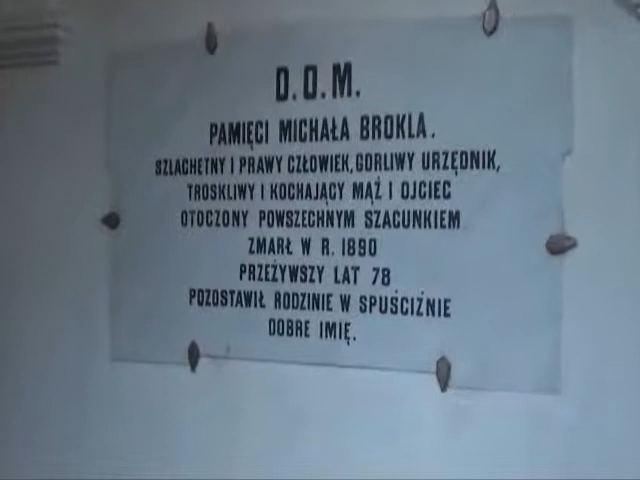 D.O.M.
PAMIĘCI MICHAŁA BROKLA.
SZLACHETNY I PRAWY CZŁOWIEK, GORLIWY URZĘDNIK,
TROSKLIWY I KOCHAJĄCY MĄŻ I OJCIEC
OTOCZONY POWSZECHNYM SZACUNKIEM
ZMARŁ W R. 1890
PRZEŻYWSZY LAT 78
POZOSTAWIŁ RODZINIE W SPUŚCIŹNIE
DOBRE IMIĘ.